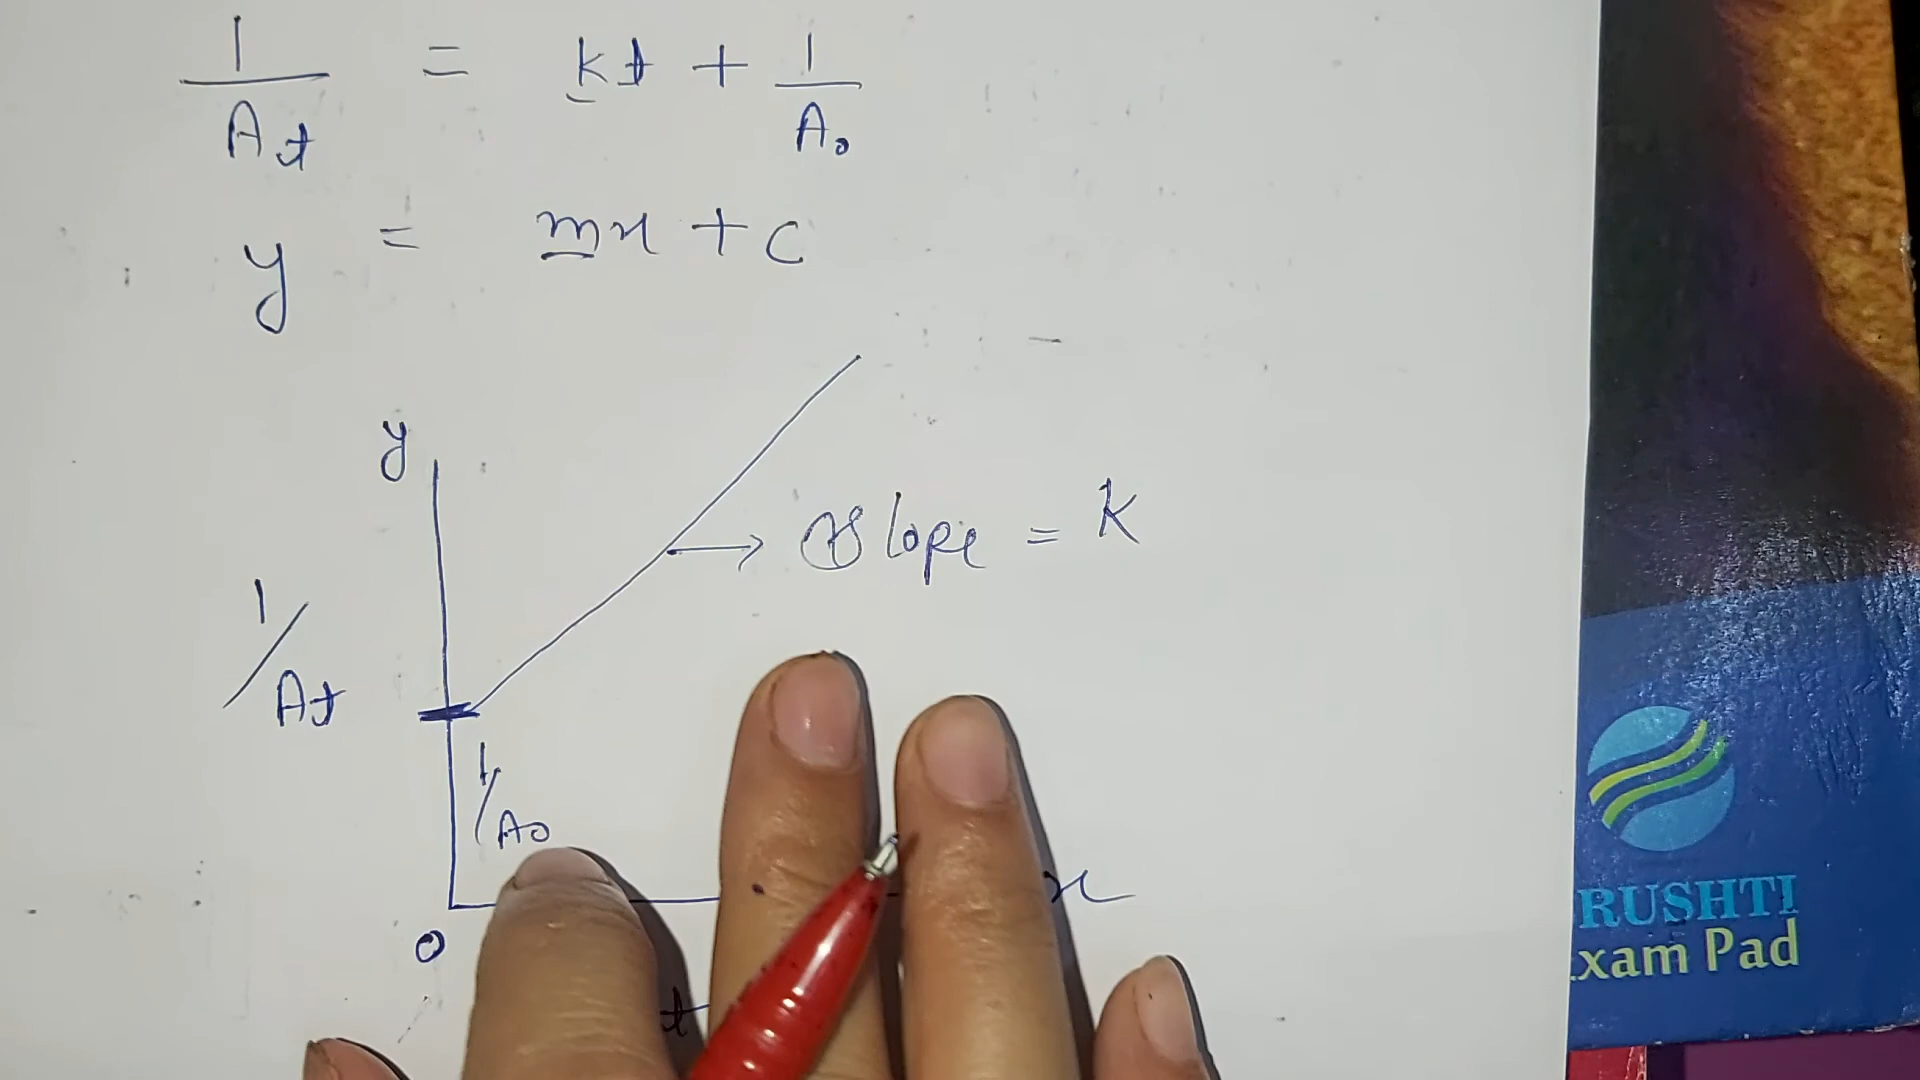 1/At = kt + 1/A0
y = mx + c
y
slope = K
1/At
1/A0
x
0
t
RUSHTI
xam Pad